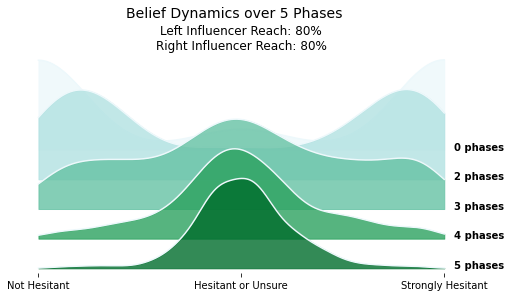 Belief Dynamics over 5 Phases
Left Influencer Reach: 80%
Right Influencer Reach: 80%
0 phases
2 phases
3 phases
4 phases
5 phases
Not Hesitant
Hesitant or Unsure
Strongly Hesitant